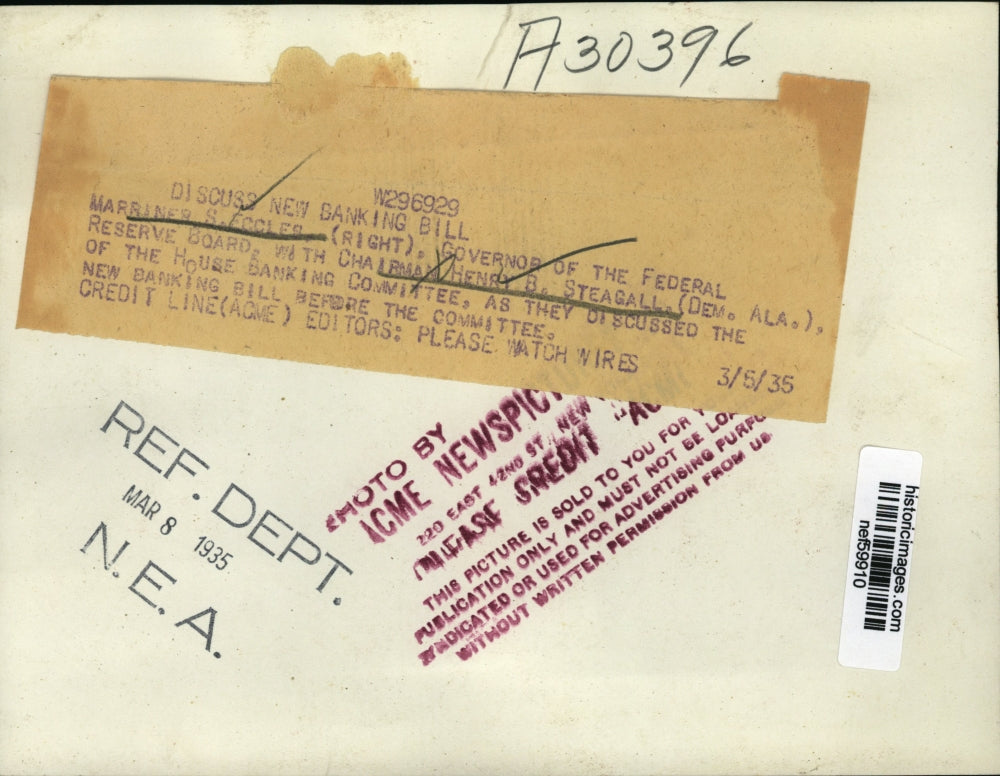 A30396
W296929
DISCUSS NEW BANKING BILL
MARRINER S. ECCLES (RIGHT), GOVERNOR OF THE FEDERAL
RESERVE BOARD, WITH CHAIRMAN HENRY B. STEAGALL, (DEM. ALA.),
OF THE HOUSE BANKING COMMITTEE, AS THEY DISCUSSED THE
NEW BANKING BILL BEFORE THE COMMITTEE.
CREDIT LINE(ACME) EDITORS: PLEASE WATCH WIRES
3/5/35
REF. DEPT.
MAR 8 1935
N. E. A.
PHOTO BY
ACME NEWSPICT
220 EAST 42ND ST. NEW
PLEASE CREDIT "AC
THIS PICTURE IS SOLD TO YOU FOR
PUBLICATION ONLY AND MUST NOT BE LOA
SYNDICATED OR USED FOR ADVERTISING PURPO
WITHOUT WRITTEN PERMISSION FROM US
historicimages.com
nef59910